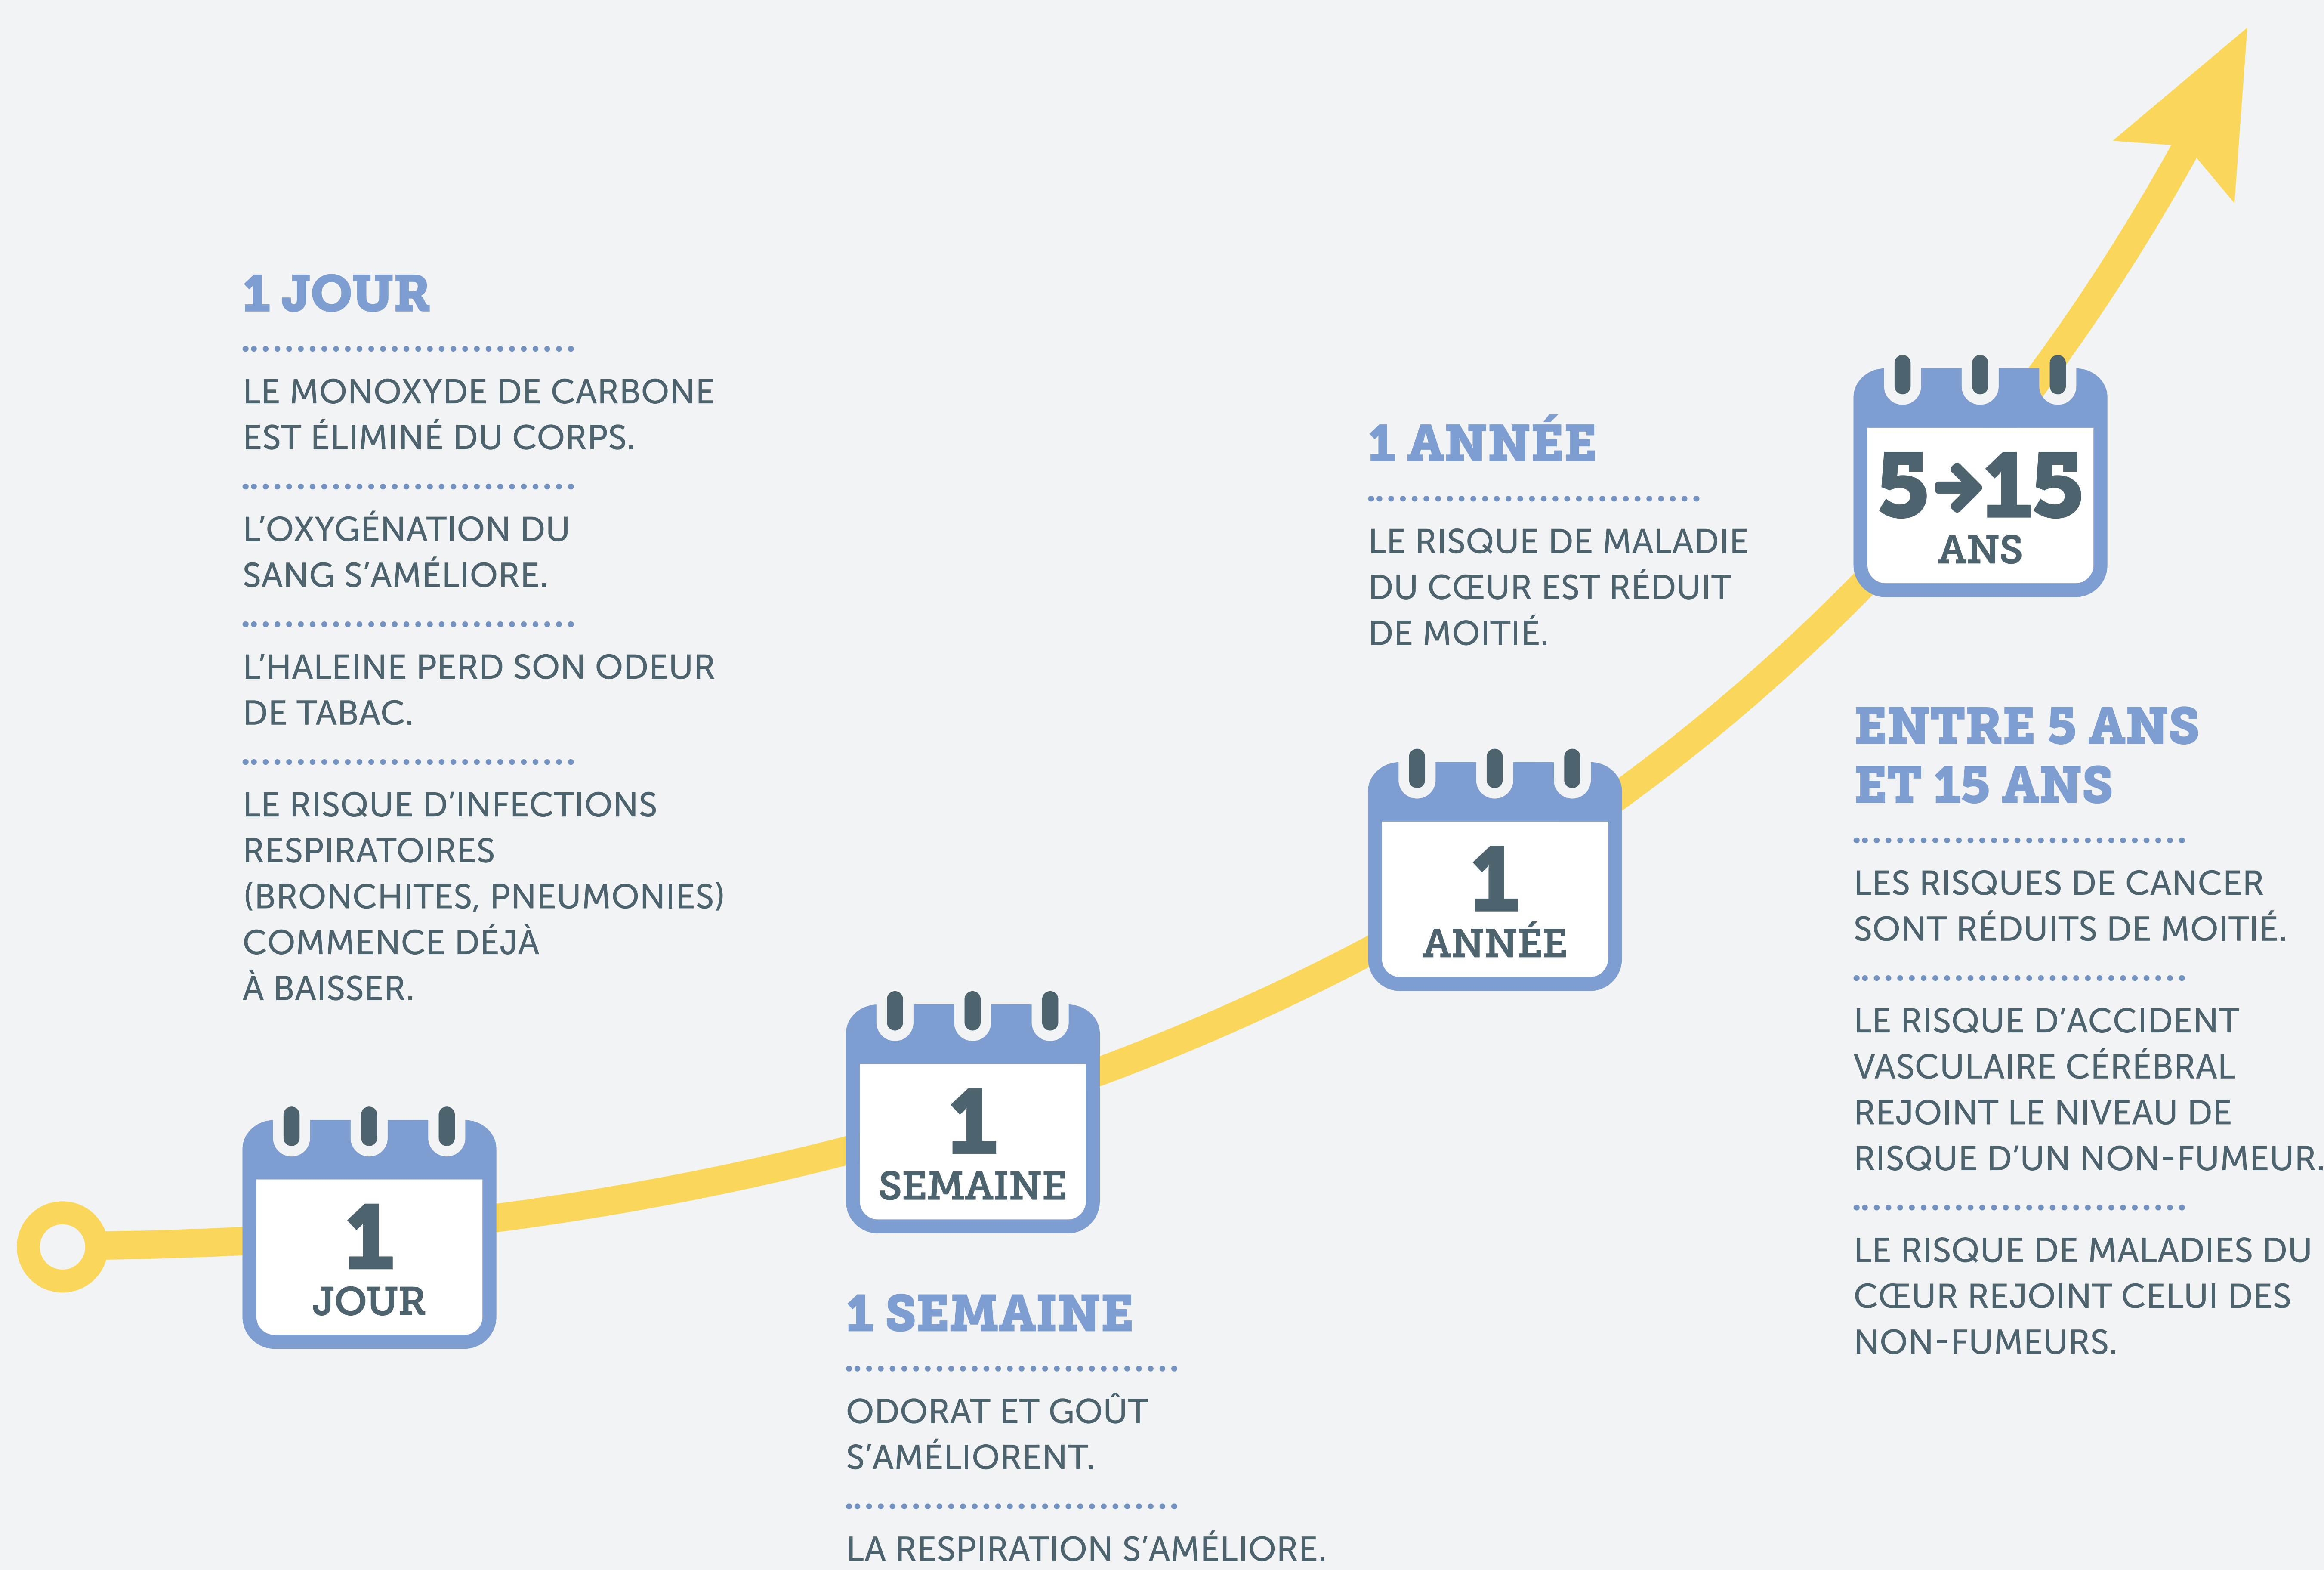 1 JOUR
LE MONOXYDE DE CARBONE
EST ÉLIMINÉ DU CORPS.
L’OXYGÉNATION DU
SANG S’AMÉLIORE.
L’HALEINE PERD SON ODEUR
DE TABAC.
LE RISQUE D’INFECTIONS
RESPIRATOIRES
(BRONCHITES, PNEUMONIES)
COMMENCE DÉJÀ
À BAISSER.
1
JOUR
1
SEMAINE
1 SEMAINE
ODORAT ET GOÛT
S’AMÉLIORENT.
LA RESPIRATION S’AMÉLIORE.
1 ANNÉE
LE RISQUE DE MALADIE
DU CŒUR EST RÉDUIT
DE MOITIÉ.
1
ANNÉE
5→15
ANS
ENTRE 5 ANS
ET 15 ANS
LES RISQUES DE CANCER
SONT RÉDUITS DE MOITIÉ.
LE RISQUE D’ACCIDENT
VASCULAIRE CÉRÉBRAL
REJOINT LE NIVEAU DE
RISQUE D’UN NON-FUMEUR.
LE RISQUE DE MALADIES DU
CŒUR REJOINT CELUI DES
NON-FUMEURS.